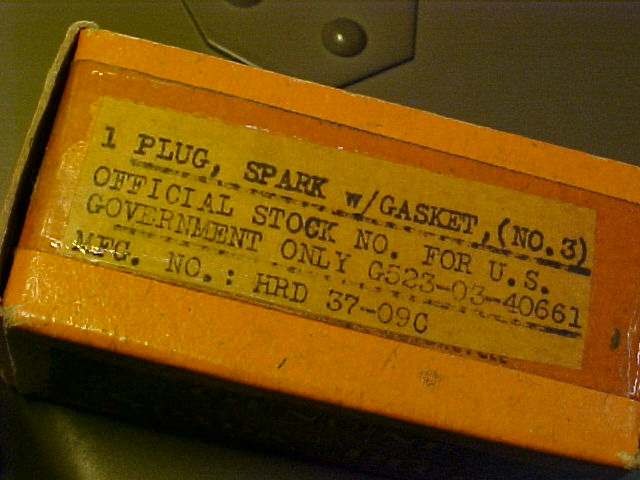 1 PLUG, SPARK w/GASKET,(NO.3)
OFFICIAL STOCK NO. FOR U.S.
GOVERNMENT ONLY G523-03-40661
MFG. NO.: HRD 37-09C